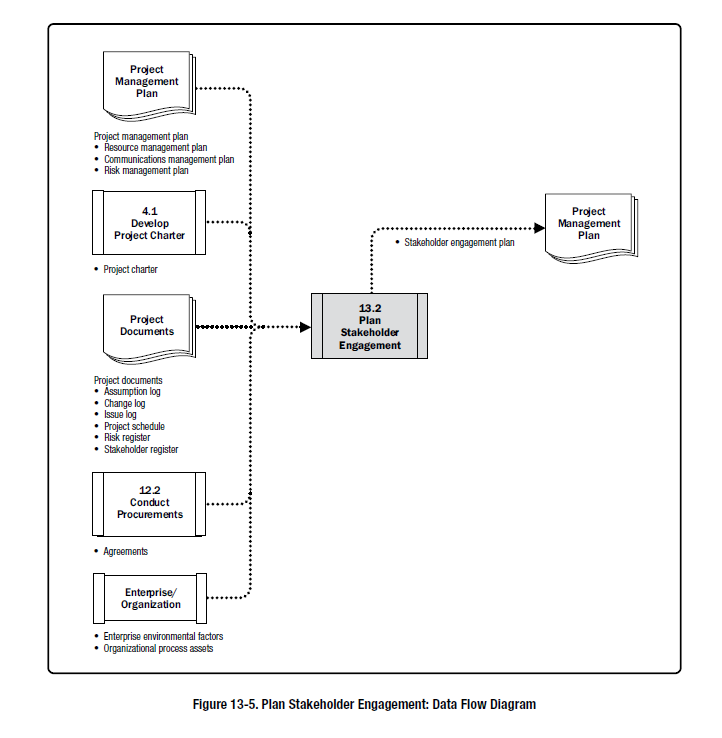 Project
Management
Plan
Project management plan
• Resource management plan
• Communications management plan
• Risk management plan
4.1
Develop
Project Charter
• Project charter
Project
Documents
Project documents
• Assumption log
• Change log
• Issue log
• Project schedule
• Risk register
• Stakeholder register
12.2
Conduct
Procurements
• Agreements
Enterprise/
Organization
• Enterprise environmental factors
• Organizational process assets
13.2
Plan
Stakeholder
Engagement
• Stakeholder engagement plan
Project
Management
Plan
Figure 13-5. Plan Stakeholder Engagement: Data Flow Diagram